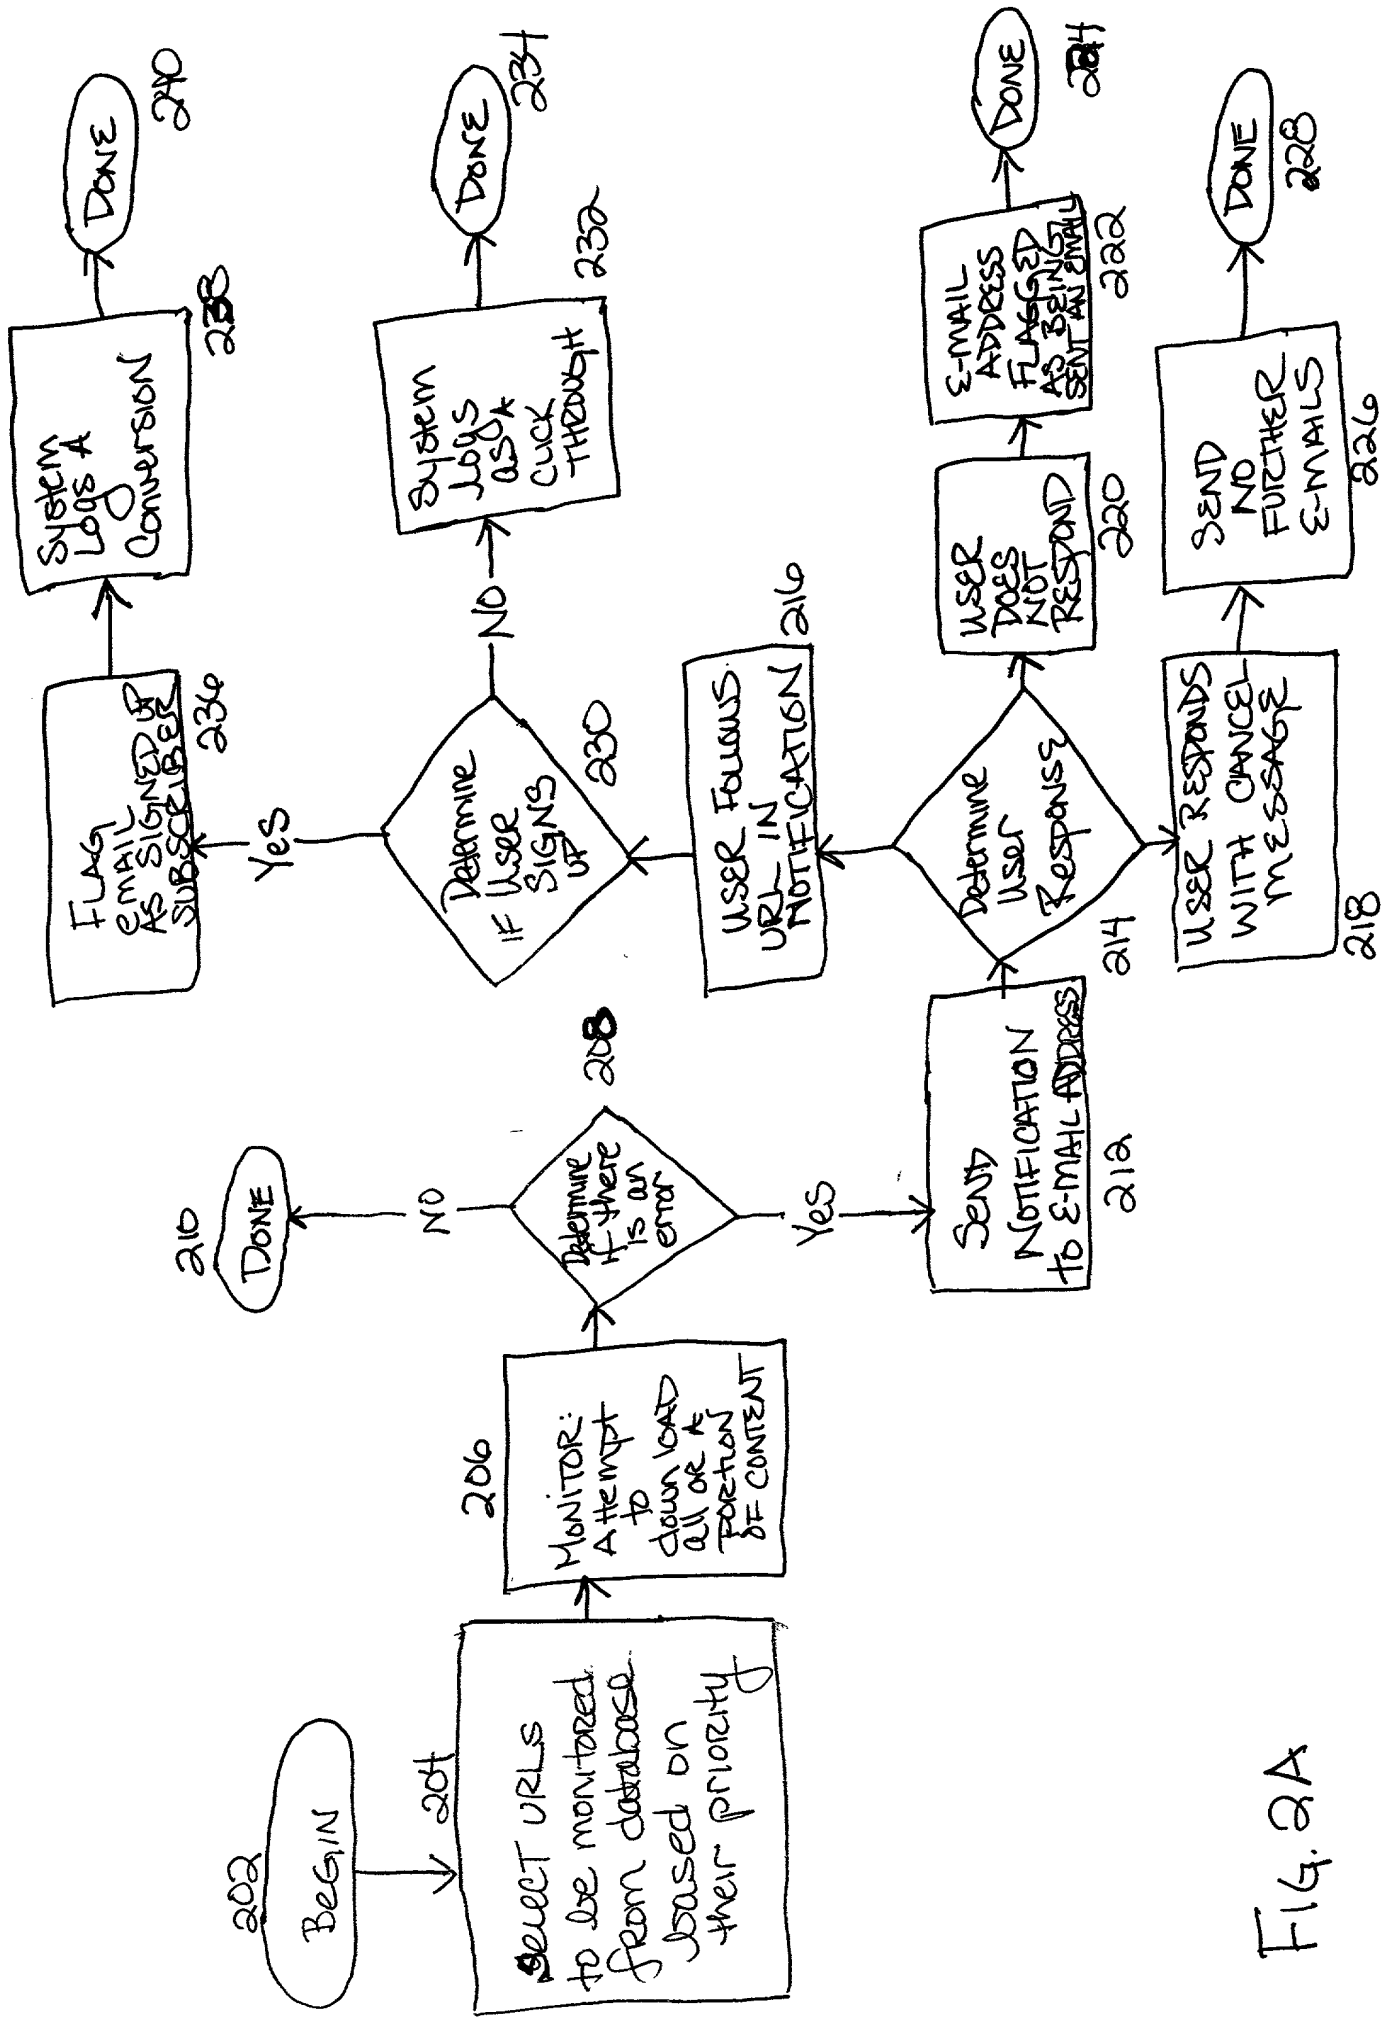 202
BEGIN
204
SELECT URLs
to be monitored
from database
based on
their priority
206
MONITOR:
Attempt
to
down LOAD
all OR A
PORTION
OF CONTENT
208
Determine
if there
is an
error
NO
210
DONE
Yes
SEND
NOTIFICATION
to E-MAIL ADDRESS
212
Determine
User
Response
214
USER FOLLOWS
URL IN
NOTIFICATION
216
USER RESPONDS
WITH CANCEL
MESSAGE
218
USER
DOES
NOT
RESPOND
220
E-MAIL
ADDRESS
FLAGGED
AS BEING
SENT AN EMAIL
222
DONE
SEND
NO
FURTHER
E-MAILS
226
DONE
228
Determine
IF User
SIGNS
UP
230
NO
System
logs
as A
CLICK
THROUGH
232
DONE
234
Yes
FLAG
EMAIL
AS SIGNED UP
SUBSCRIBER
236
System
Logs A
Conversion
238
DONE
240
FIG. 2A